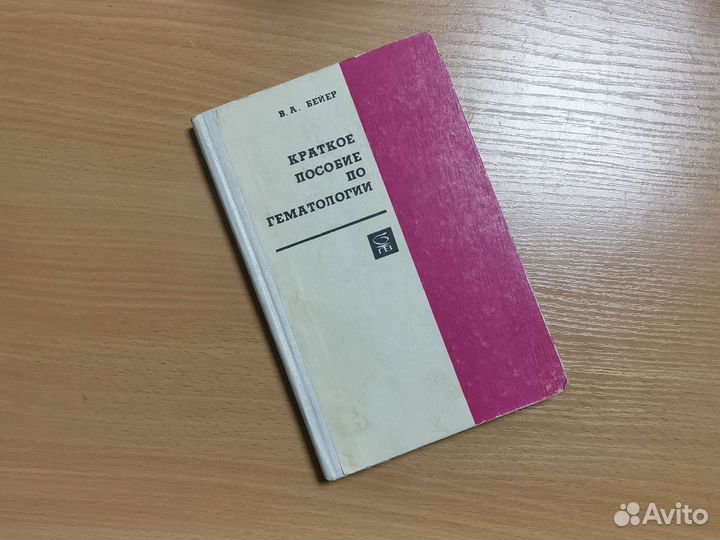 В. А. БЕЙЕР
КРАТКОЕ
ПОСОБИЕ
ПО
ГЕМАТОЛОГИИ
Avito